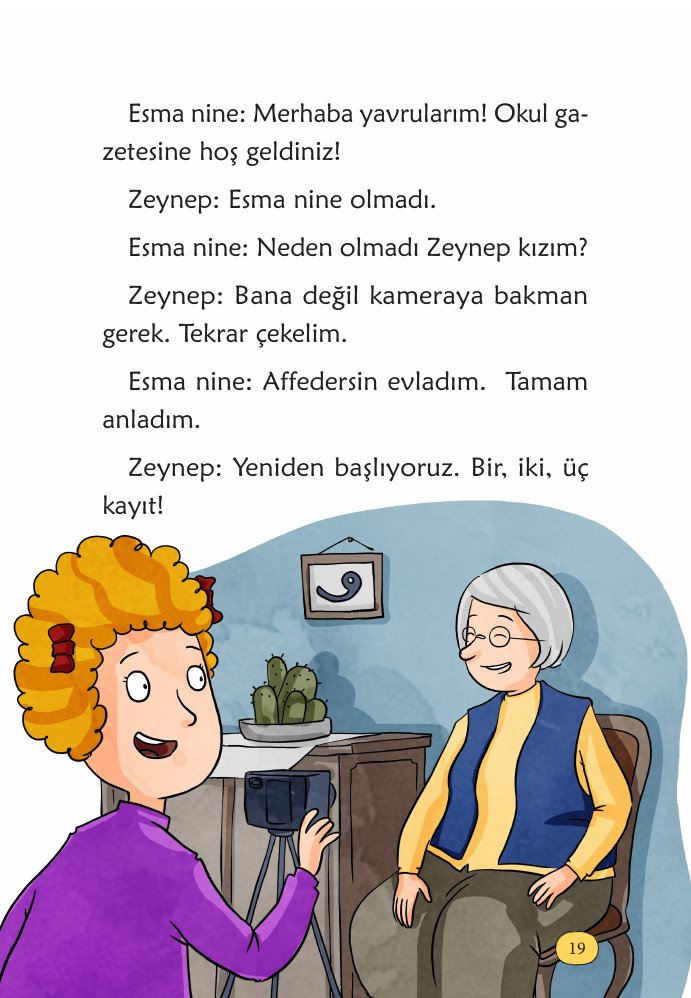 Esma nine: Merhaba yavrularım! Okul ga-
zetesine hoş geldiniz!
Zeynep: Esma nine olmadı.
Esma nine: Neden olmadı Zeynep kızım?
Zeynep: Bana değil kameraya bakman
gerek. Tekrar çekelim.
Esma nine: Affedersin evladım. Tamam
anladım.
Zeynep: Yeniden başlıyoruz. Bir, iki, üç
kayıt!
و
19